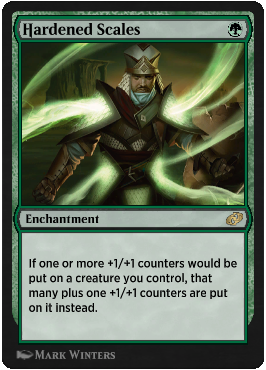 Hardened Scales
Enchantment
If one or more +1/+1 counters would be
put on a creature you control, that
many plus one +1/+1 counters are put
on it instead.
Mark Winters